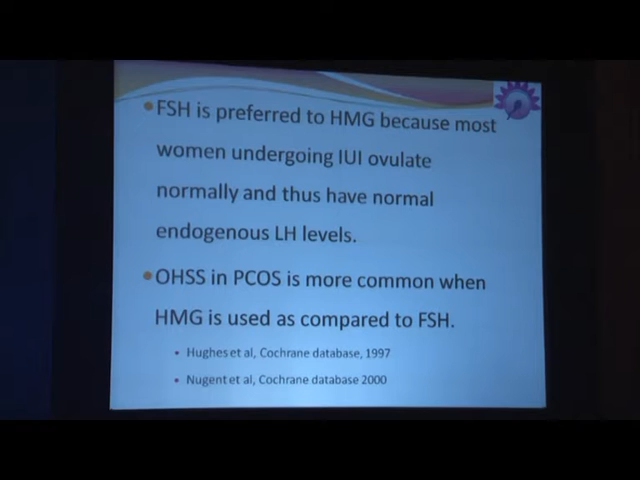 •FSH is preferred to HMG because most
women undergoing IUI ovulate
normally and thus have normal
endogenous LH levels.
•OHSS in PCOS is more common when
HMG is used as compared to FSH.
• Hughes et al, Cochrane database, 1997
• Nugent et al, Cochrane database 2000